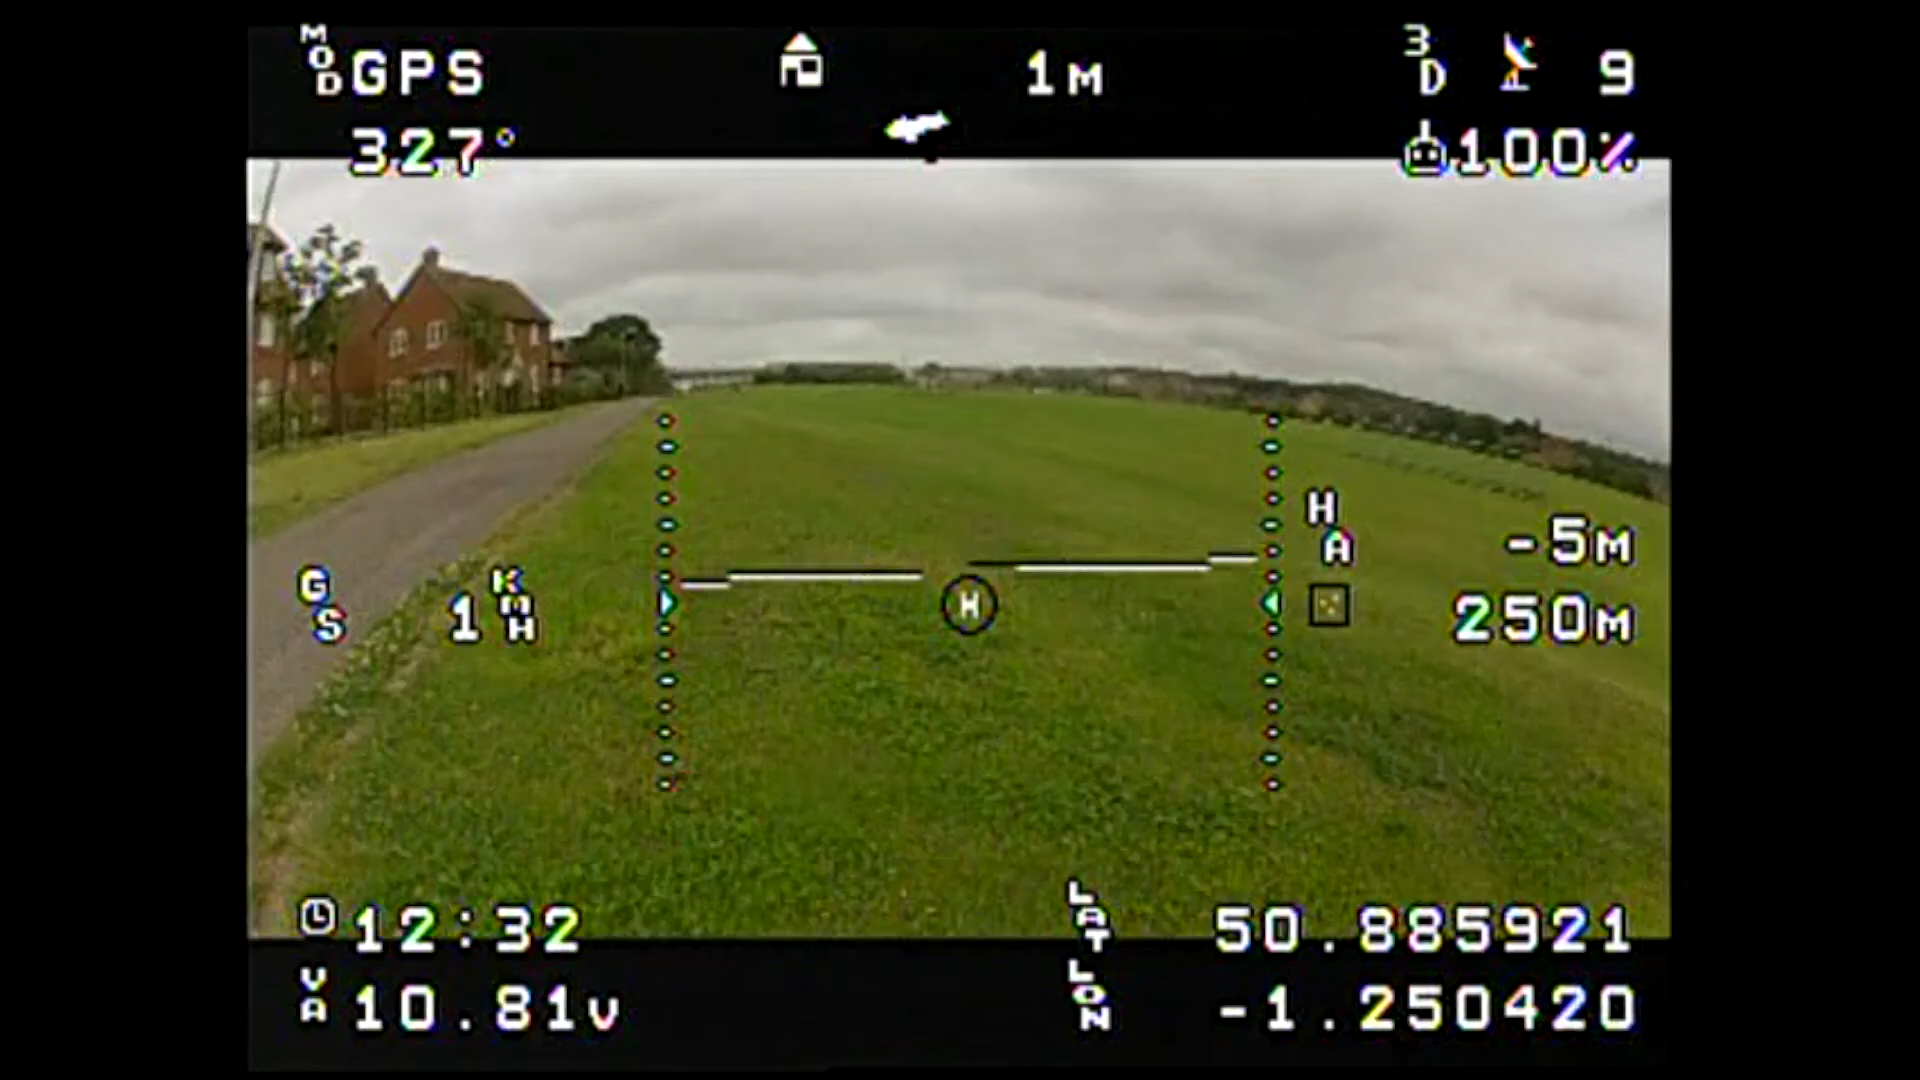 MOD GPS 1M 3D 9
327° 100%
HA -5M
GS 1 KMH H 250M
12:32 LAT 50.885921
VA 10.81V LON -1.250420